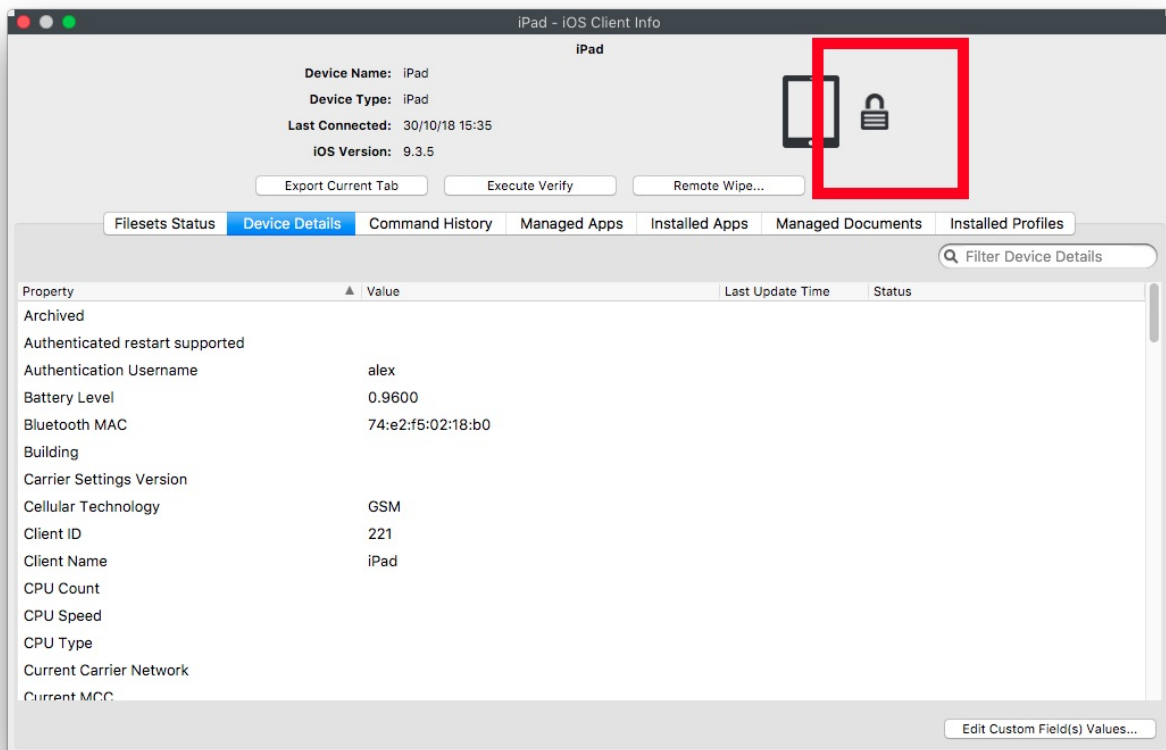 iPad - iOS Client Info
iPad
Device Name: iPad
Device Type: iPad
Last Connected: 30/10/18 15:35
iOS Version: 9.3.5
Export Current Tab Execute Verify Remote Wipe...
Filesets Status Device Details Command History Managed Apps Installed Apps Managed Documents Installed Profiles
Filter Device Details
Property Value Last Update Time Status
Archived
Authenticated restart supported
Authentication Username alex
Battery Level 0.9600
Bluetooth MAC 74:e2:f5:02:18:b0
Building
Carrier Settings Version
Cellular Technology GSM
Client ID 221
Client Name iPad
CPU Count
CPU Speed
CPU Type
Current Carrier Network
Current MCC
Edit Custom Field(s) Values...